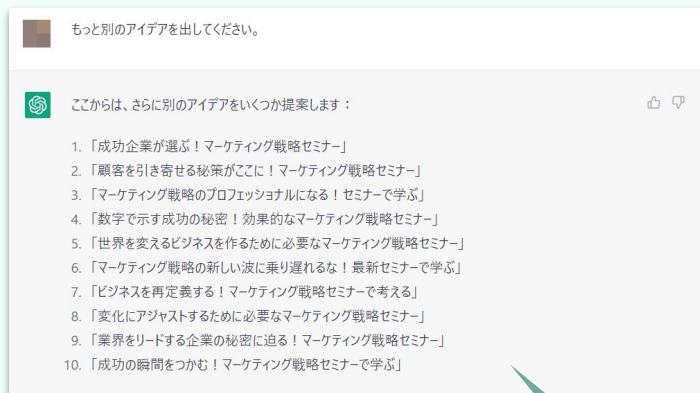 もっと別のアイデアを出してください。
ここからは、さらに別のアイデアをいくつか提案します：
1. 「成功企業が選ぶ！マーケティング戦略セミナー」
2. 「顧客を引き寄せる秘策がここに！マーケティング戦略セミナー」
3. 「マーケティング戦略のプロフェッショナルになる！セミナーで学ぶ」
4. 「数字で示す成功の秘密！効果的なマーケティング戦略セミナー」
5. 「世界を変えるビジネスを作るために必要なマーケティング戦略セミナー」
6. 「マーケティング戦略の新しい波に乗り遅れるな！最新セミナーで学ぶ」
7. 「ビジネスを再定義する！マーケティング戦略セミナーで考える」
8. 「変化にアジャストするために必要なマーケティング戦略セミナー」
9. 「業界をリードする企業の秘密に迫る！マーケティング戦略セミナー」
10. 「成功の瞬間をつかむ！マーケティング戦略セミナーで学ぶ」